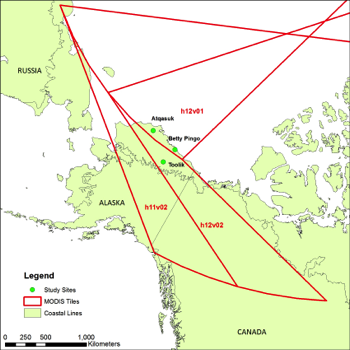 RUSSIA
h12v01
Atqasuk
Betty Pingo
Toolik
ALASKA
h11v02
h12v02
Legend
Study Sites
MODIS Tiles
Coastal Lines
0 250 500 1,000
Kilometers
CANADA